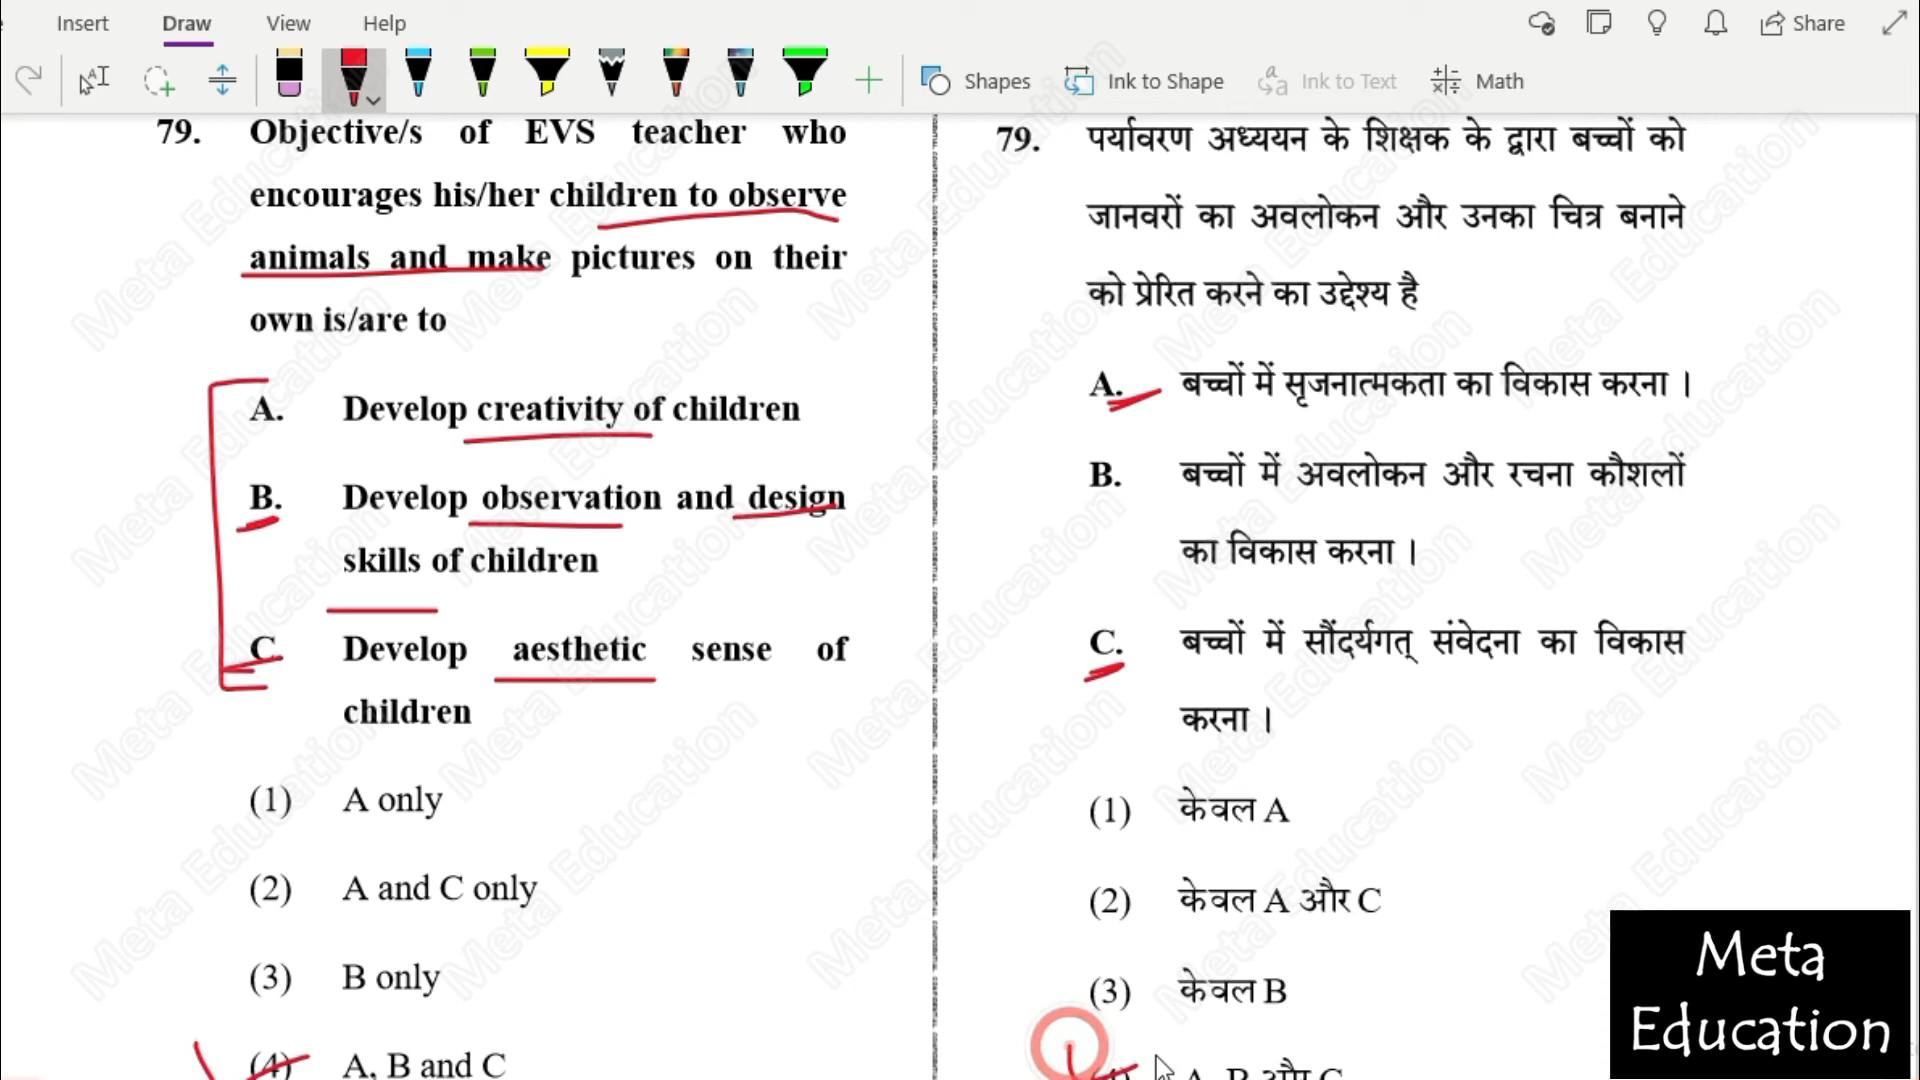 Insert Draw View Help
Share
Shapes Ink to Shape Ink to Text Math
79. Objective/s of EVS teacher who
encourages his/her children to observe
animals and make pictures on their
own is/are to
A. Develop creativity of children
B. Develop observation and design
skills of children
C. Develop aesthetic sense of
children
(1) A only
(2) A and C only
(3) B only
(4) A, B and C
79. पर्यावरण अध्ययन के शिक्षक के द्वारा बच्चों को
जानवरों का अवलोकन और उनका चित्र बनाने
को प्रेरित करने का उद्देश्य है
A. बच्चों में सृजनात्मकता का विकास करना ।
B. बच्चों में अवलोकन और रचना कौशलों
का विकास करना ।
C. बच्चों में सौंदर्यगत् संवेदना का विकास
करना ।
(1) केवल A
(2) केवल A और C
(3) केवल B
(4) A, B और C
Meta
Education